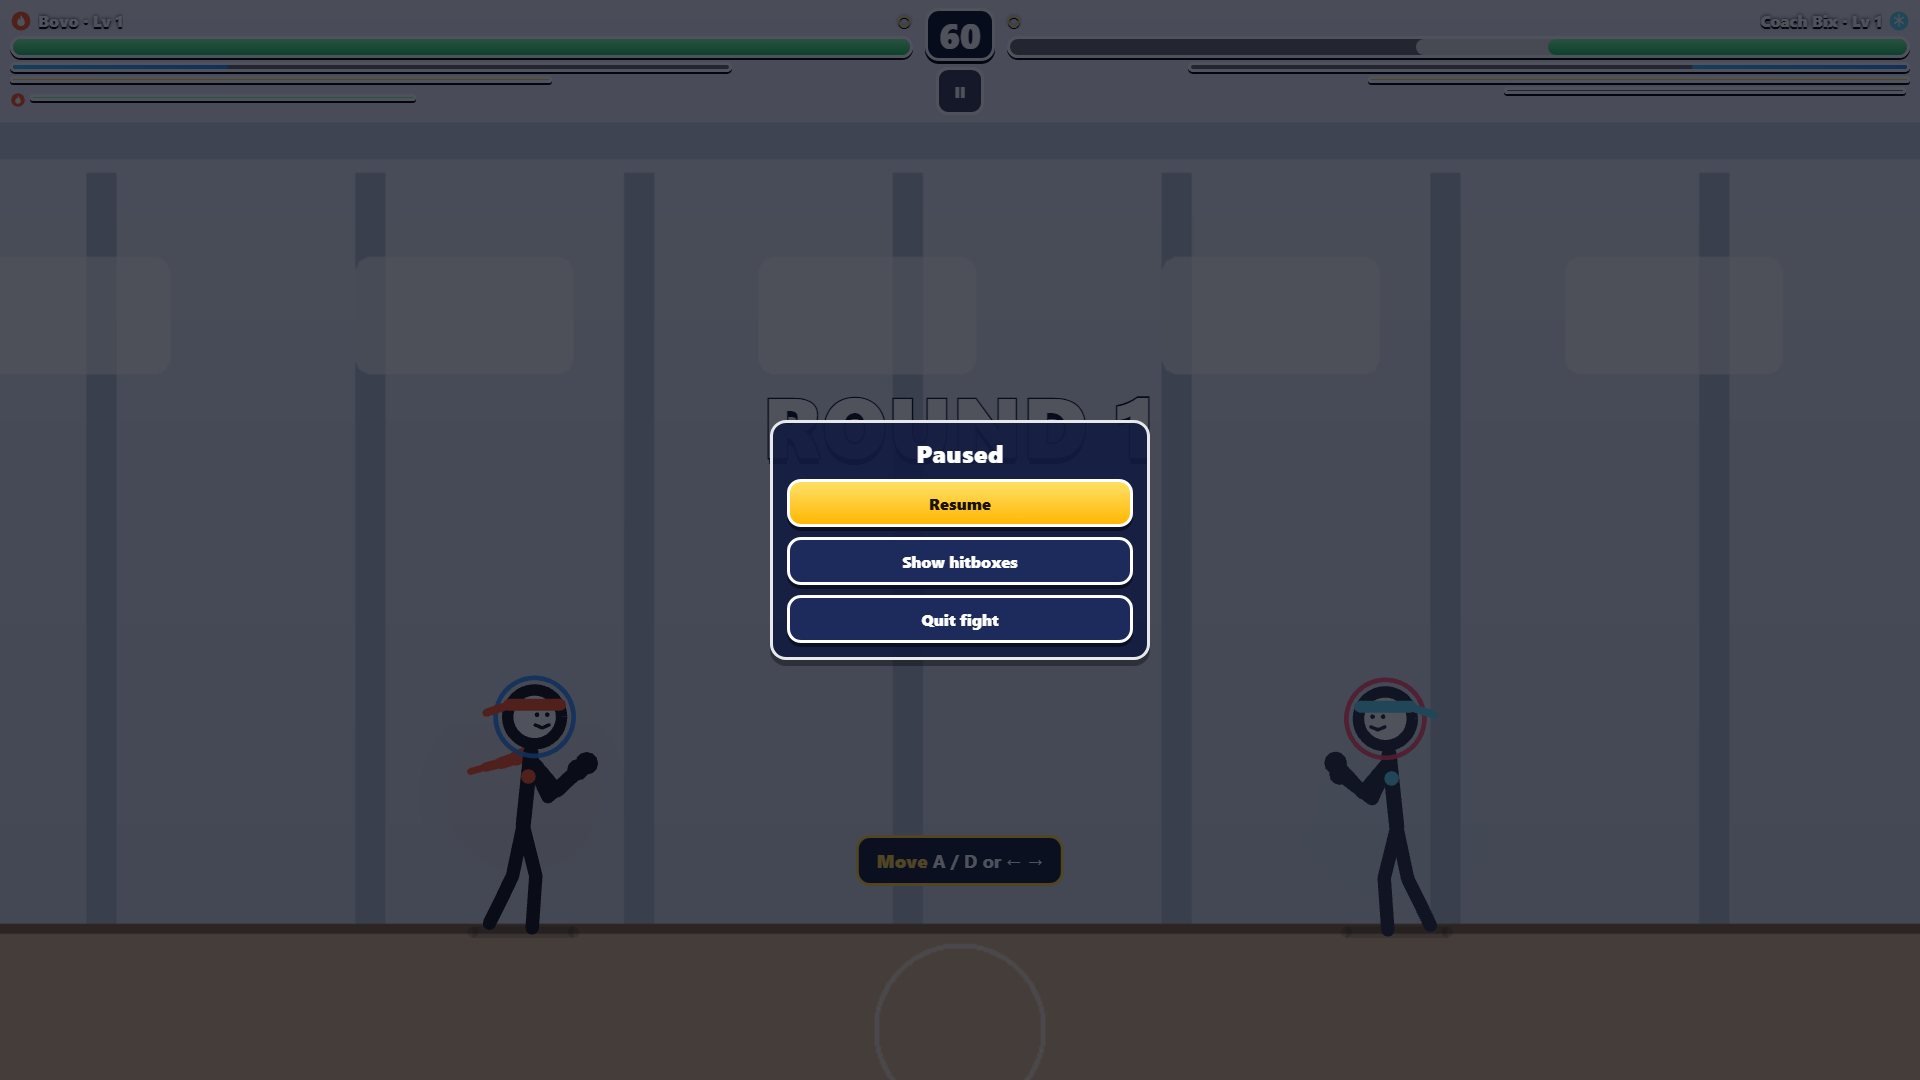 Bovo - Lv 1
60
Coach Bix - Lv 1
ROUND 1
Paused
Resume
Show hitboxes
Quit fight
Move A / D or ← →